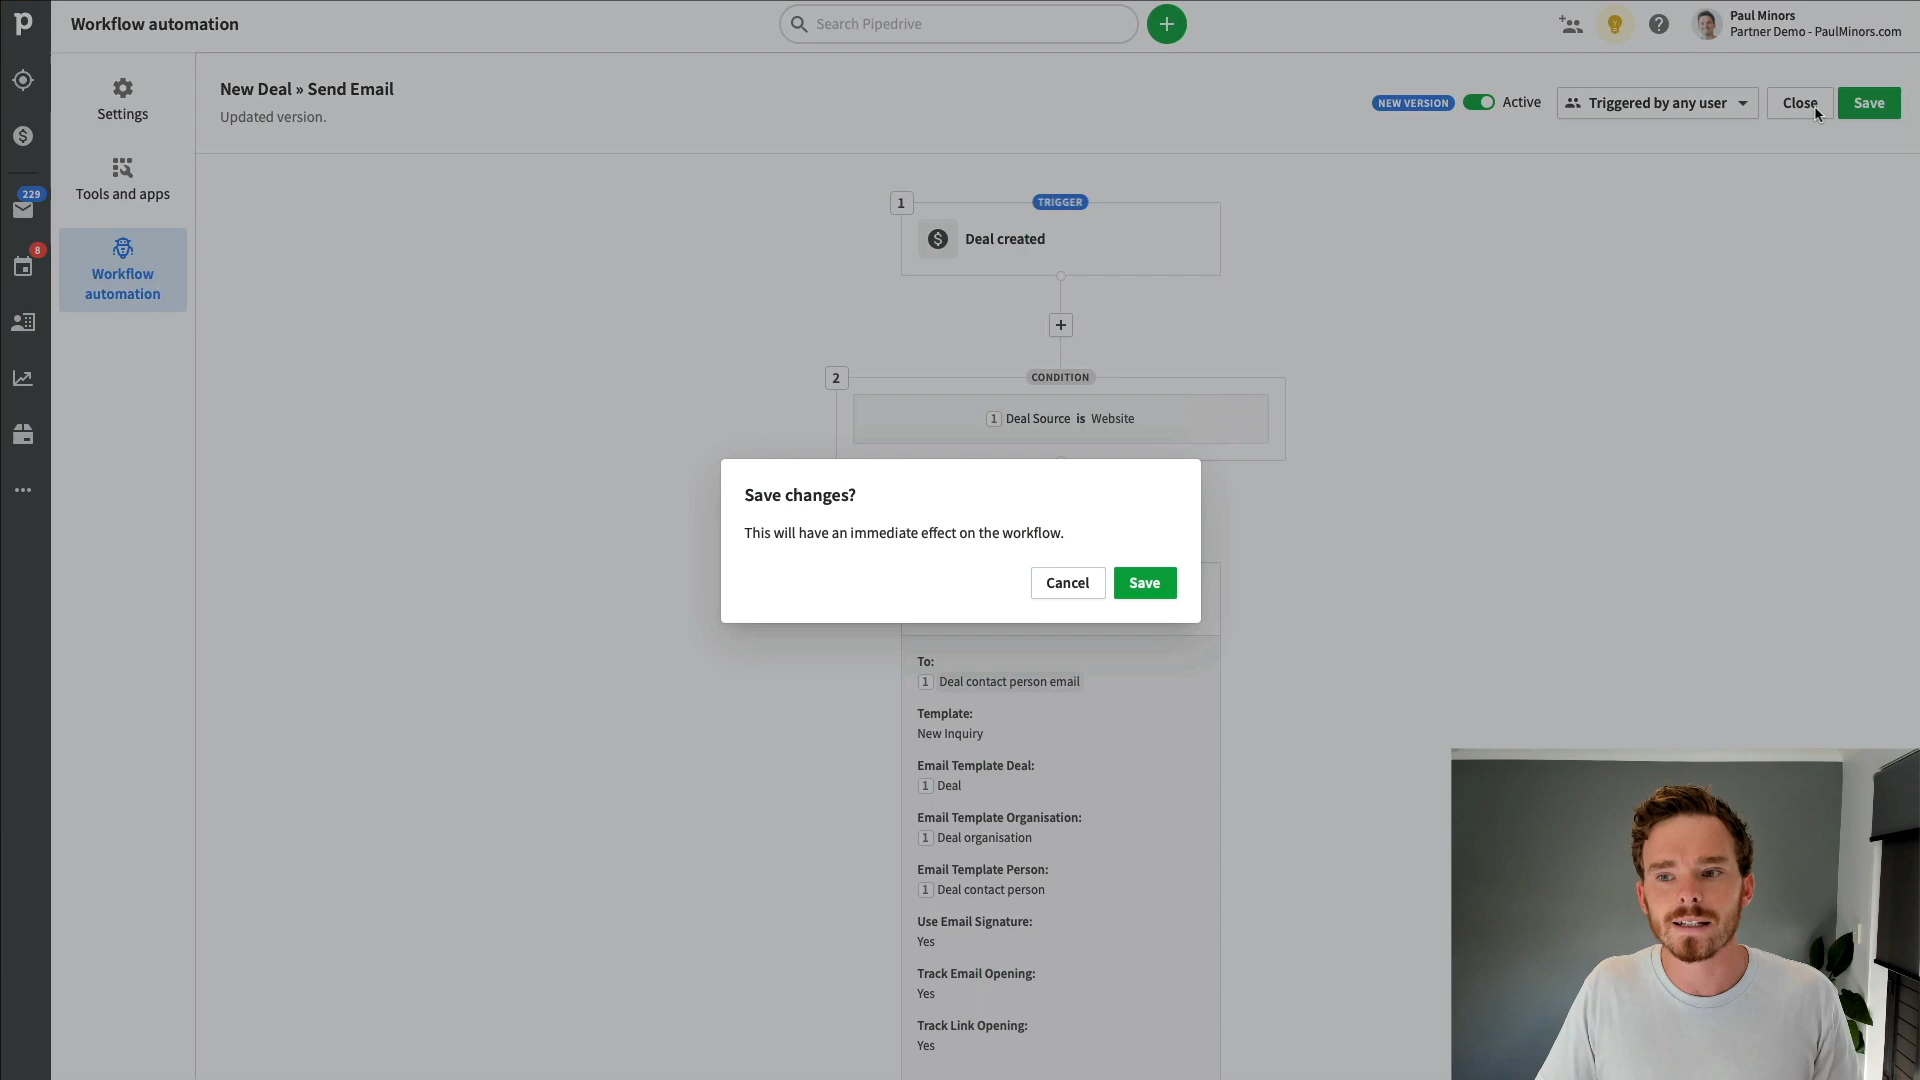 Workflow automation
Search Pipedrive
Paul Minors
Partner Demo - PaulMinors.com
Settings
New Deal » Send Email
Updated version.
NEW VERSION
Active
Triggered by any user
Close
Save
Tools and apps
229
8
Workflow
automation
1
TRIGGER
Deal created
2
CONDITION
1 Deal Source is Website
Save changes?
This will have an immediate effect on the workflow.
Cancel
Save
To:
1 Deal contact person email
Template:
New Inquiry
Email Template Deal:
1 Deal
Email Template Organisation:
1 Deal organisation
Email Template Person:
1 Deal contact person
Use Email Signature:
Yes
Track Email Opening:
Yes
Track Link Opening:
Yes